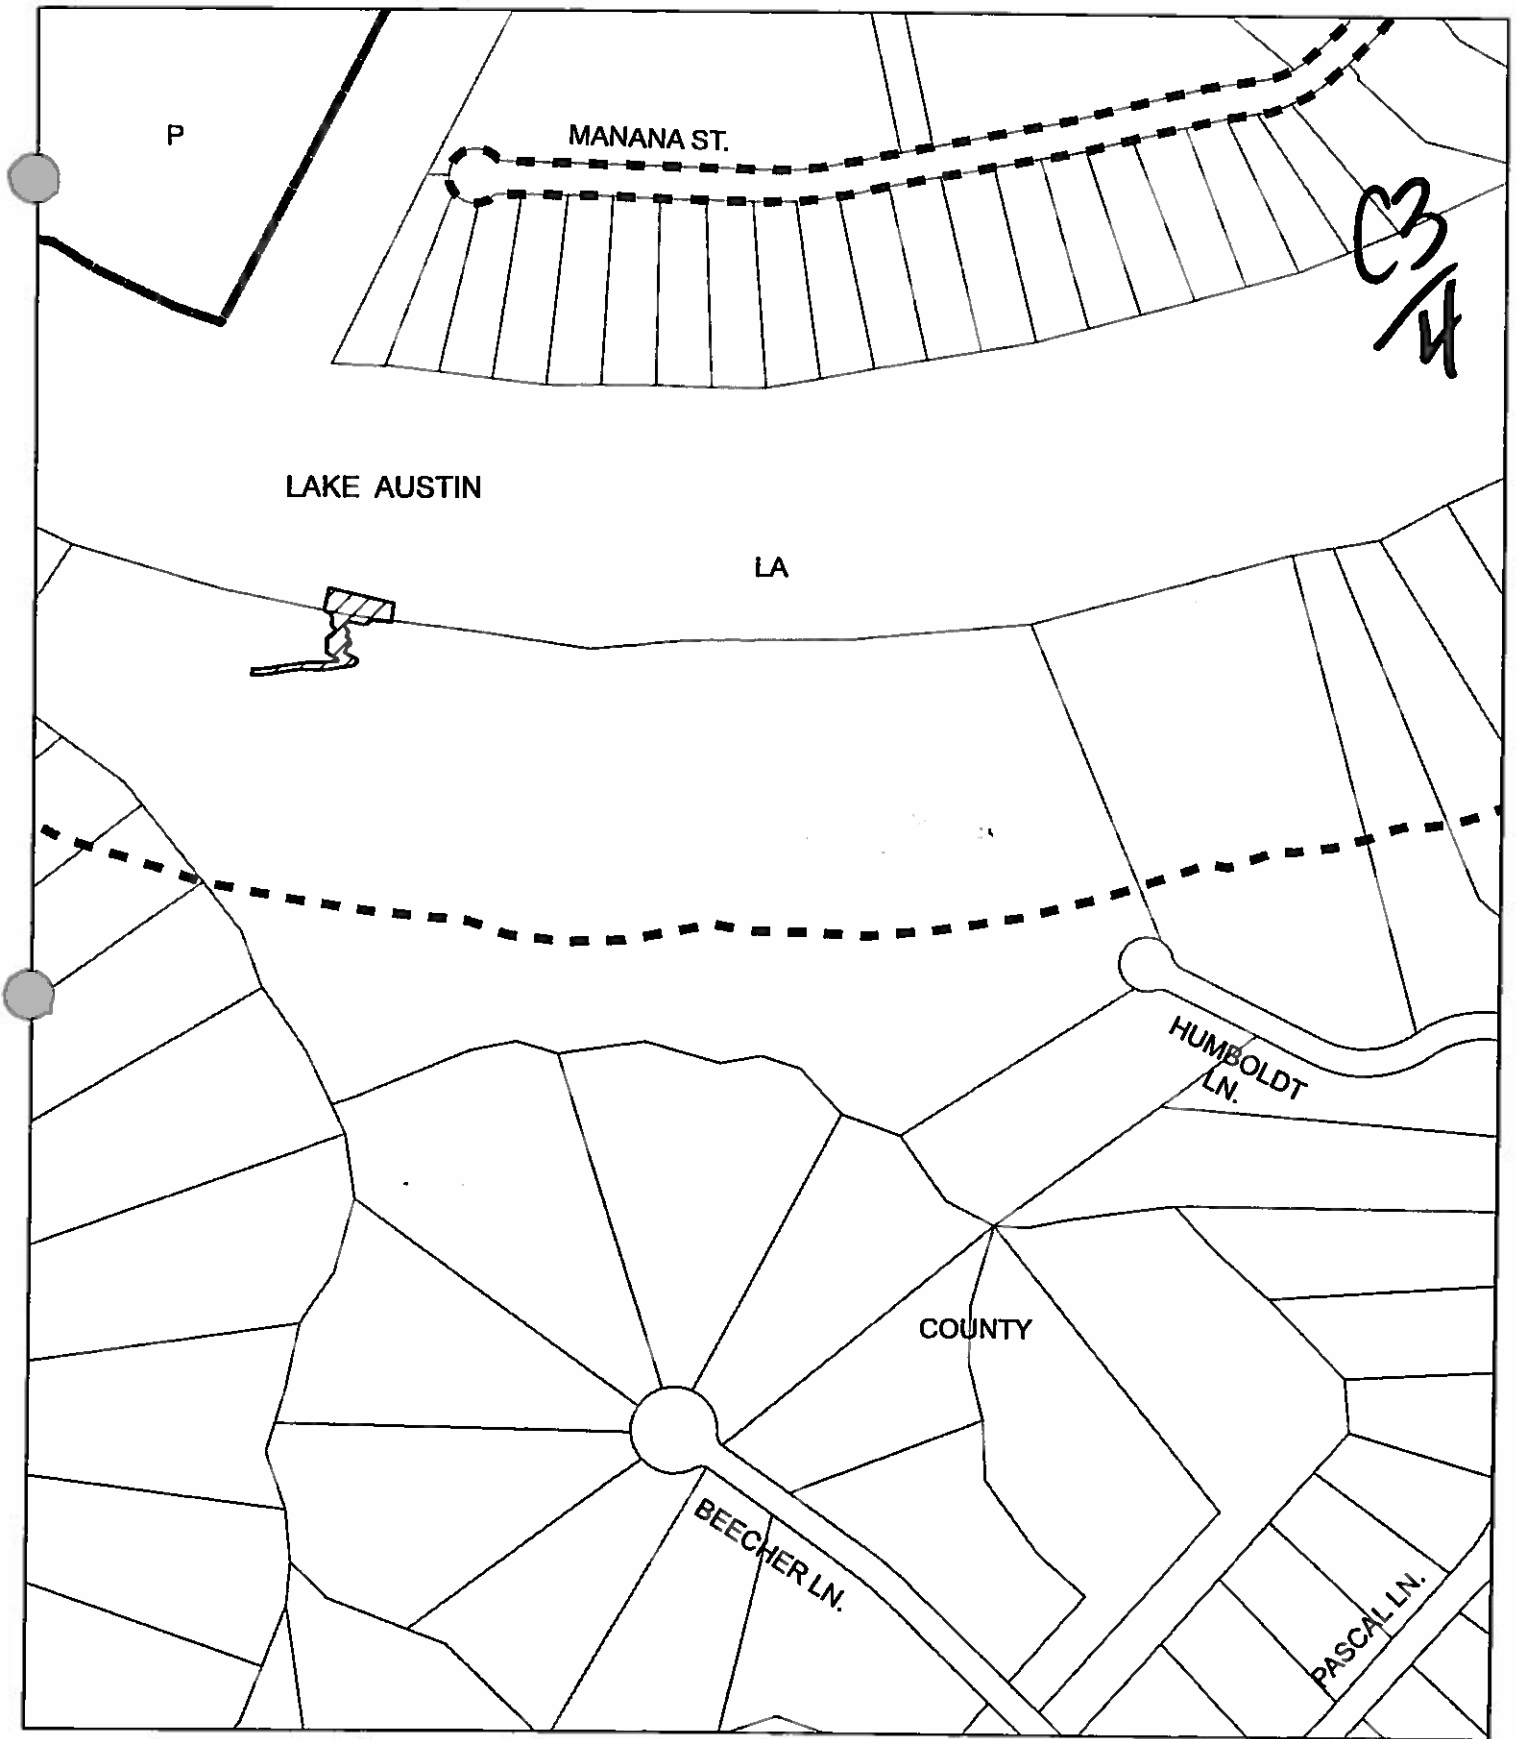 P
MANANA ST.
C3
/4
LAKE AUSTIN
LA
HUMBOLDT
LN.
COUNTY
BEECHER LN.
PASCAL LN.